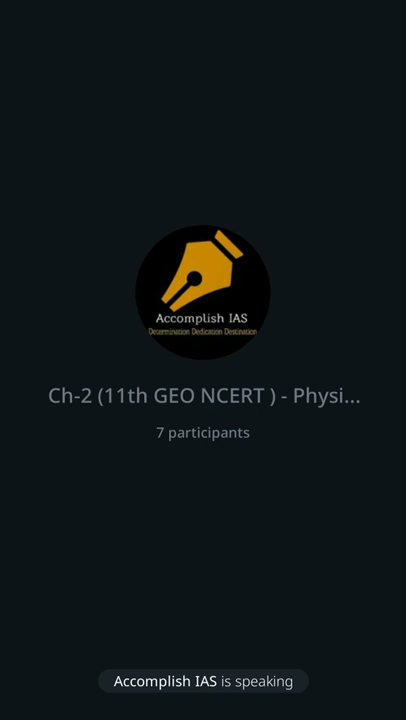 Accomplish IAS
Determination Dedication Destination
Ch-2 (11th GEO NCERT ) - Physi...
7 participants
Accomplish IAS is speaking